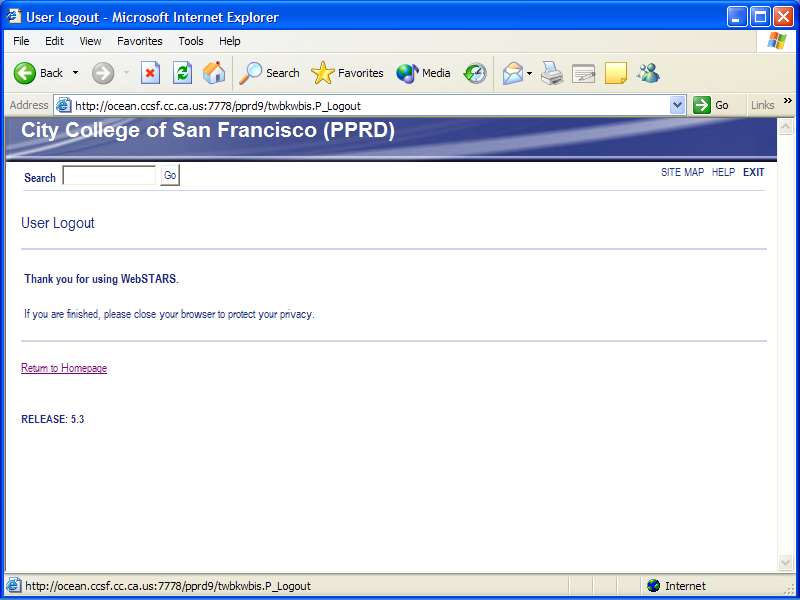 User Logout - Microsoft Internet Explorer
File Edit View Favorites Tools Help
Back Search Favorites Media
Address http://ocean.ccsf.cc.ca.us:7778/pprd9/twbkwbis.P_Logout Go Links »
City College of San Francisco (PPRD)
Search Go SITE MAP HELP EXIT
User Logout
Thank you for using WebSTARS.
If you are finished, please close your browser to protect your privacy.
Return to Homepage
RELEASE: 5.3
http://ocean.ccsf.cc.ca.us:7778/pprd9/twbkwbis.P_Logout Internet